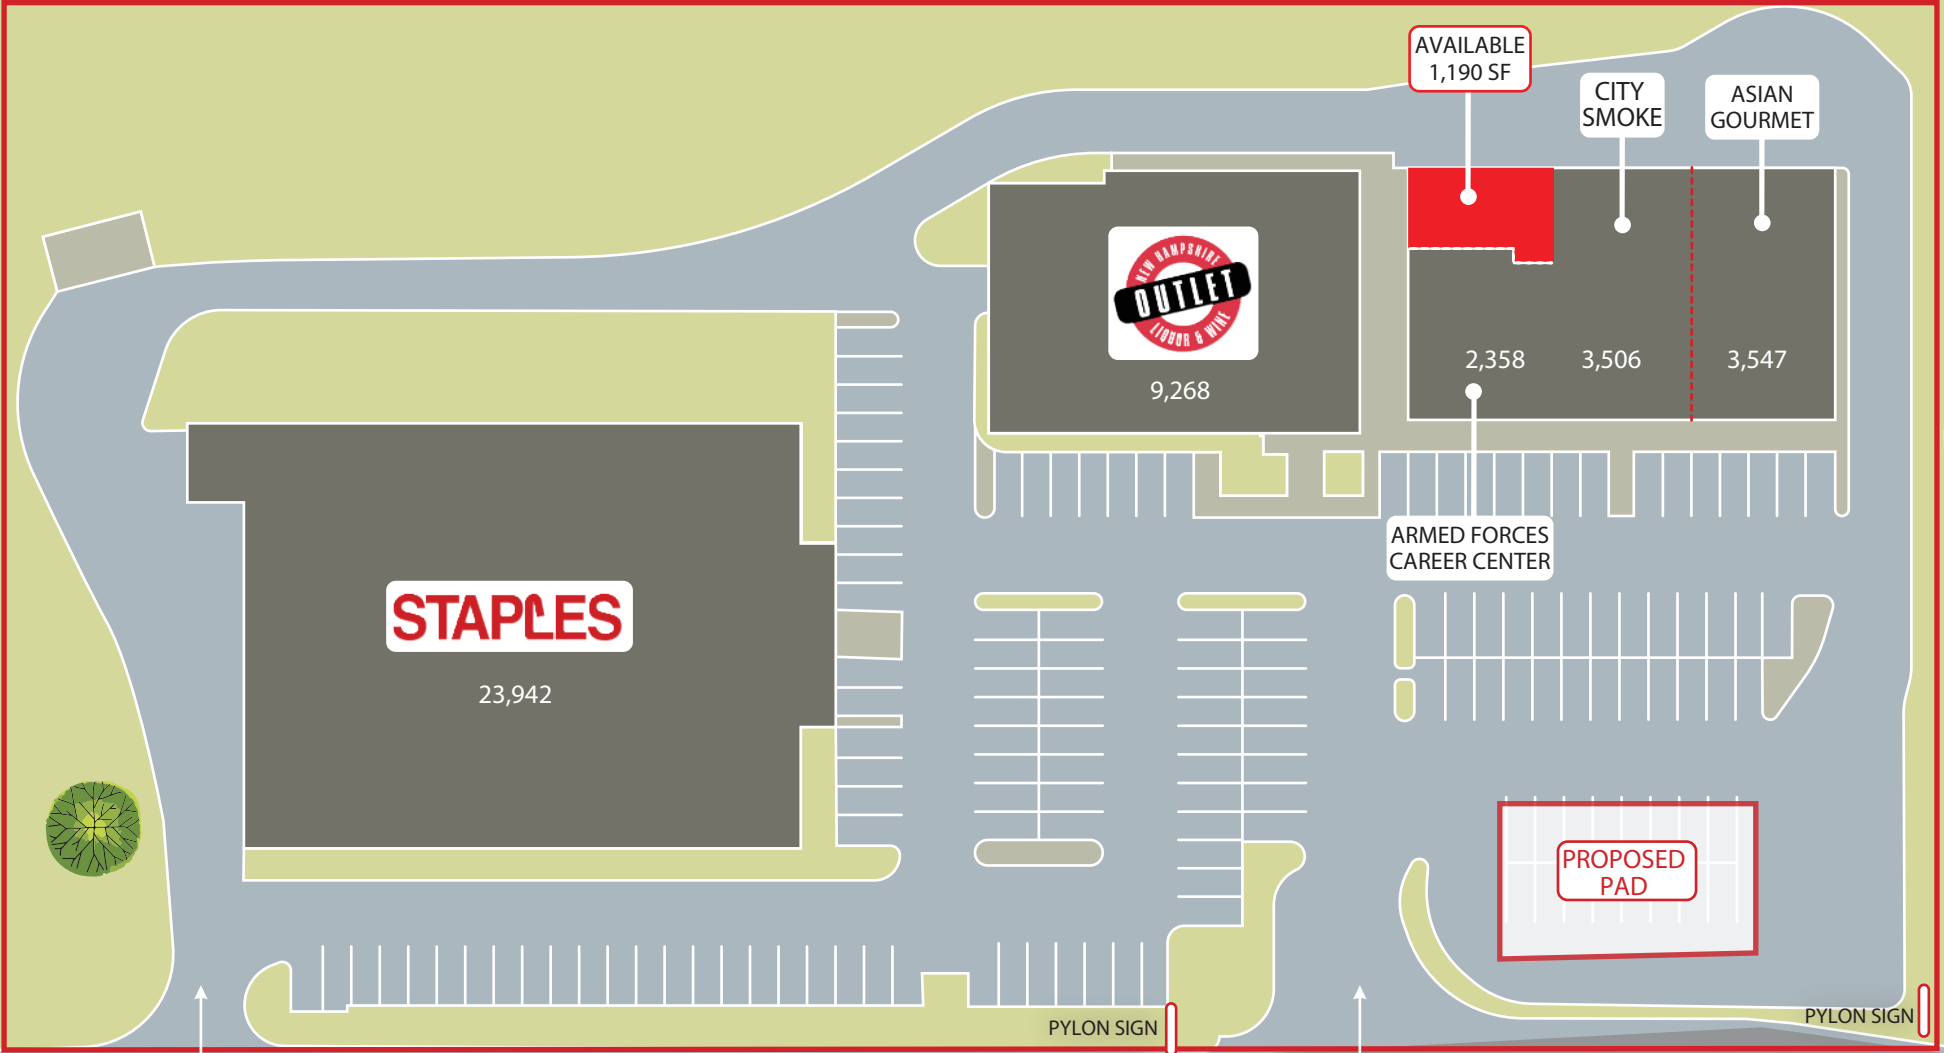 AVAILABLE
1,190 SF
CITY
SMOKE
ASIAN
GOURMET
NEW HAMPSHIRE
OUTLET
LIQUOR & WINE
9,268
2,358
3,506
3,547
ARMED FORCES
CAREER CENTER
STAPLES
23,942
PROPOSED
PAD
PYLON SIGN
PYLON SIGN